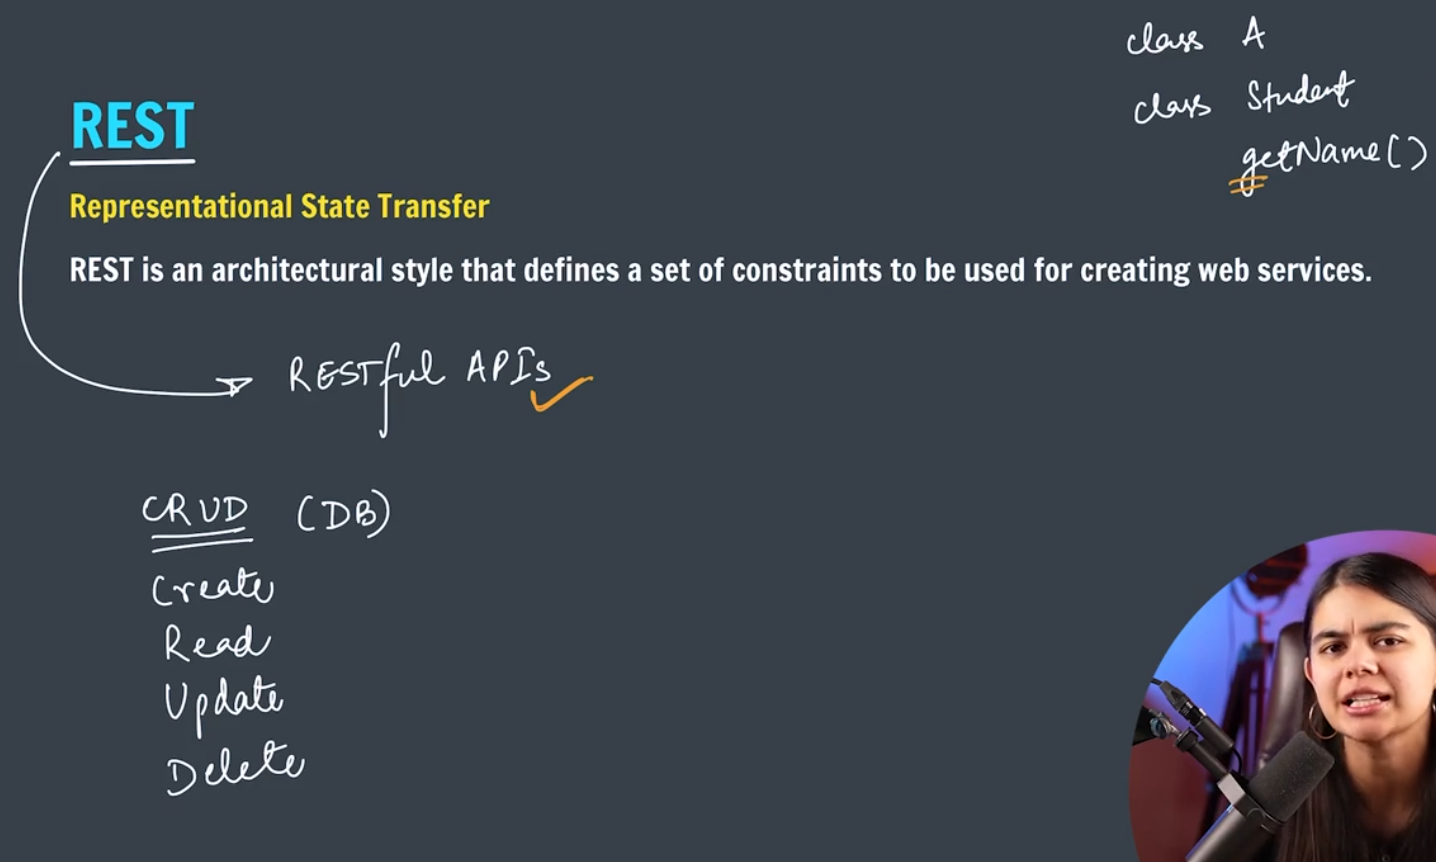 class A
class Student
getName()
REST
Representational State Transfer
REST is an architectural style that defines a set of constraints to be used for creating web services.
RESTful APIs
CRUD (DB)
Create
Read
Update
Delete